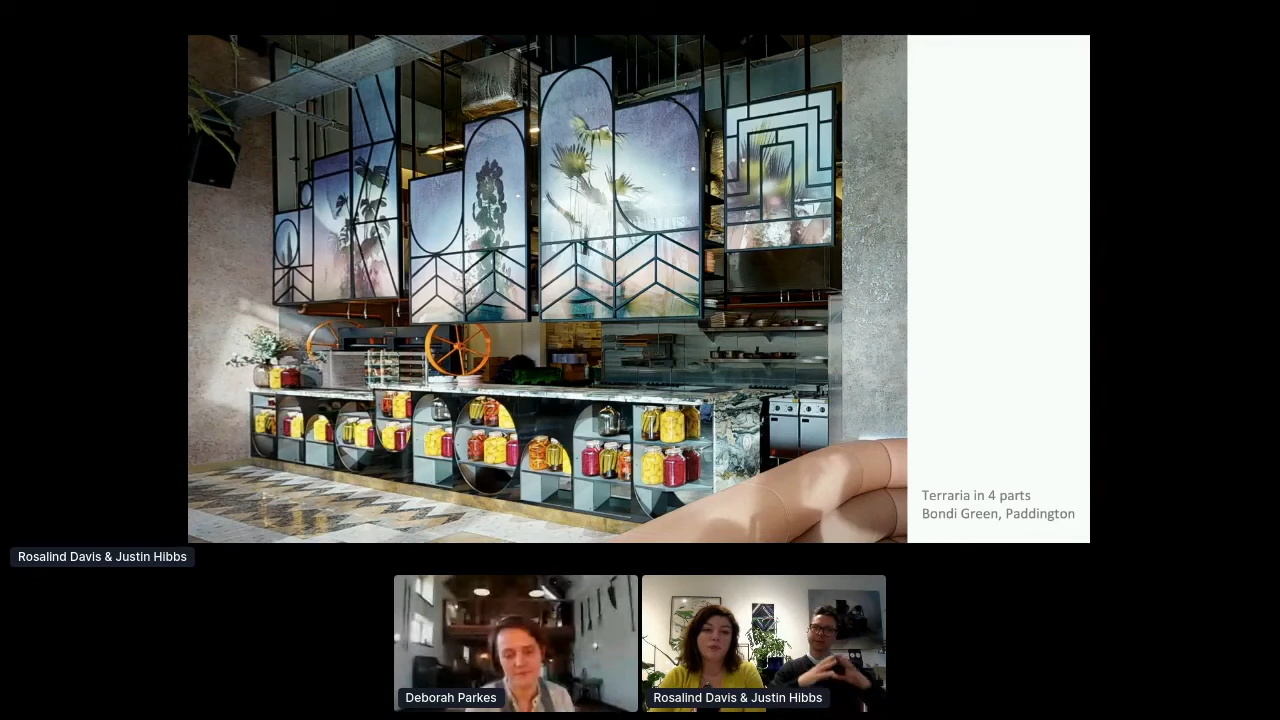 Terraria in 4 parts
Bondi Green, Paddington
Rosalind Davis & Justin Hibbs
Deborah Parkes
Rosalind Davis & Justin Hibbs